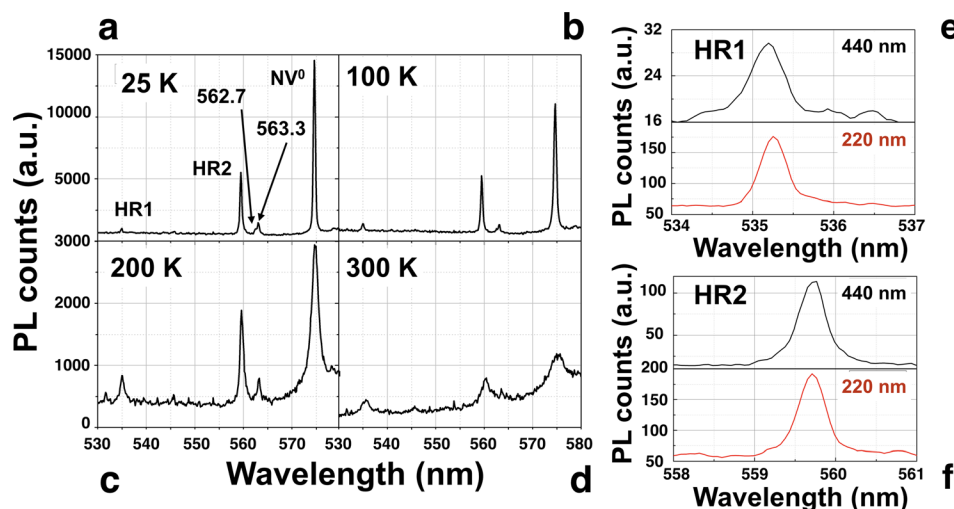 a
b
e
PL counts (a.u.)
15000
10000
5000
3000
2000
1000
0
25 K
562.7
563.3
NV⁰
HR2
HR1
100 K
200 K
300 K
530 540 550 560 570 530 540 550 560 570 580
Wavelength (nm)
c
d
PL counts (a.u.)
32
28
24
16
HR1
440 nm
150
100
50
220 nm
534 535 536 537
Wavelength (nm)
PL counts (a.u.)
100
50
200
HR2
440 nm
150
100
50
220 nm
558 559 560 561
Wavelength (nm)
f